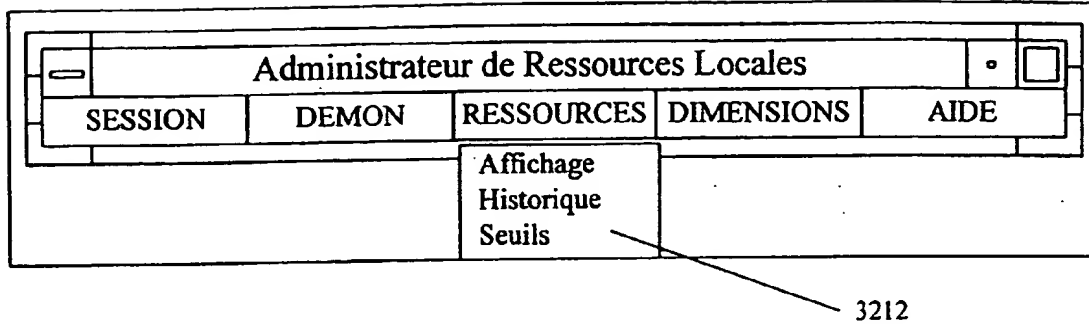 Administrateur de Ressources Locales
SESSION DEMON RESSOURCES DIMENSIONS AIDE
Affichage
Historique
Seuils
3212